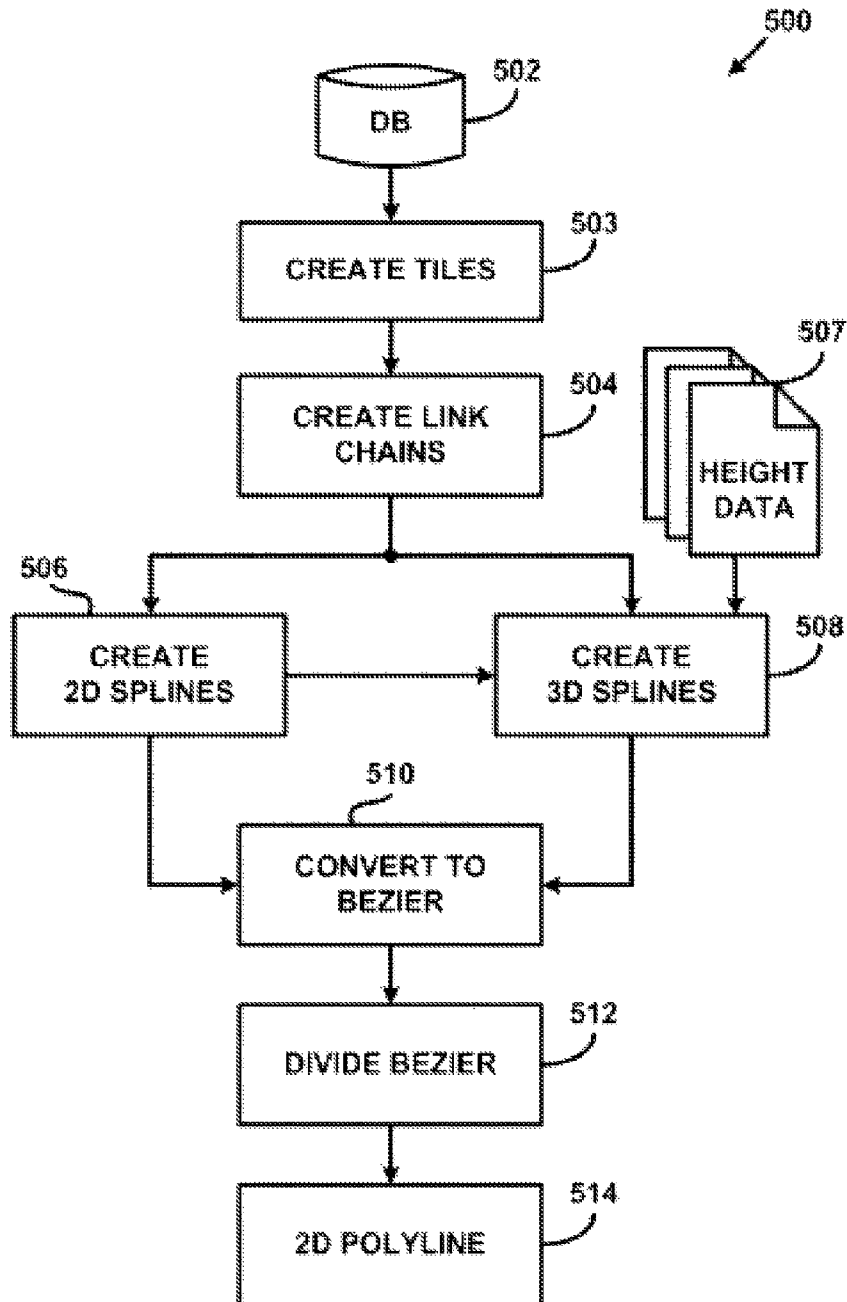 500
502
DB
503
CREATE TILES
507
504
CREATE LINK
CHAINS
HEIGHT
DATA
506
CREATE
2D SPLINES
508
CREATE
3D SPLINES
510
CONVERT TO
BEZIER
512
DIVIDE BEZIER
514
2D POLYLINE